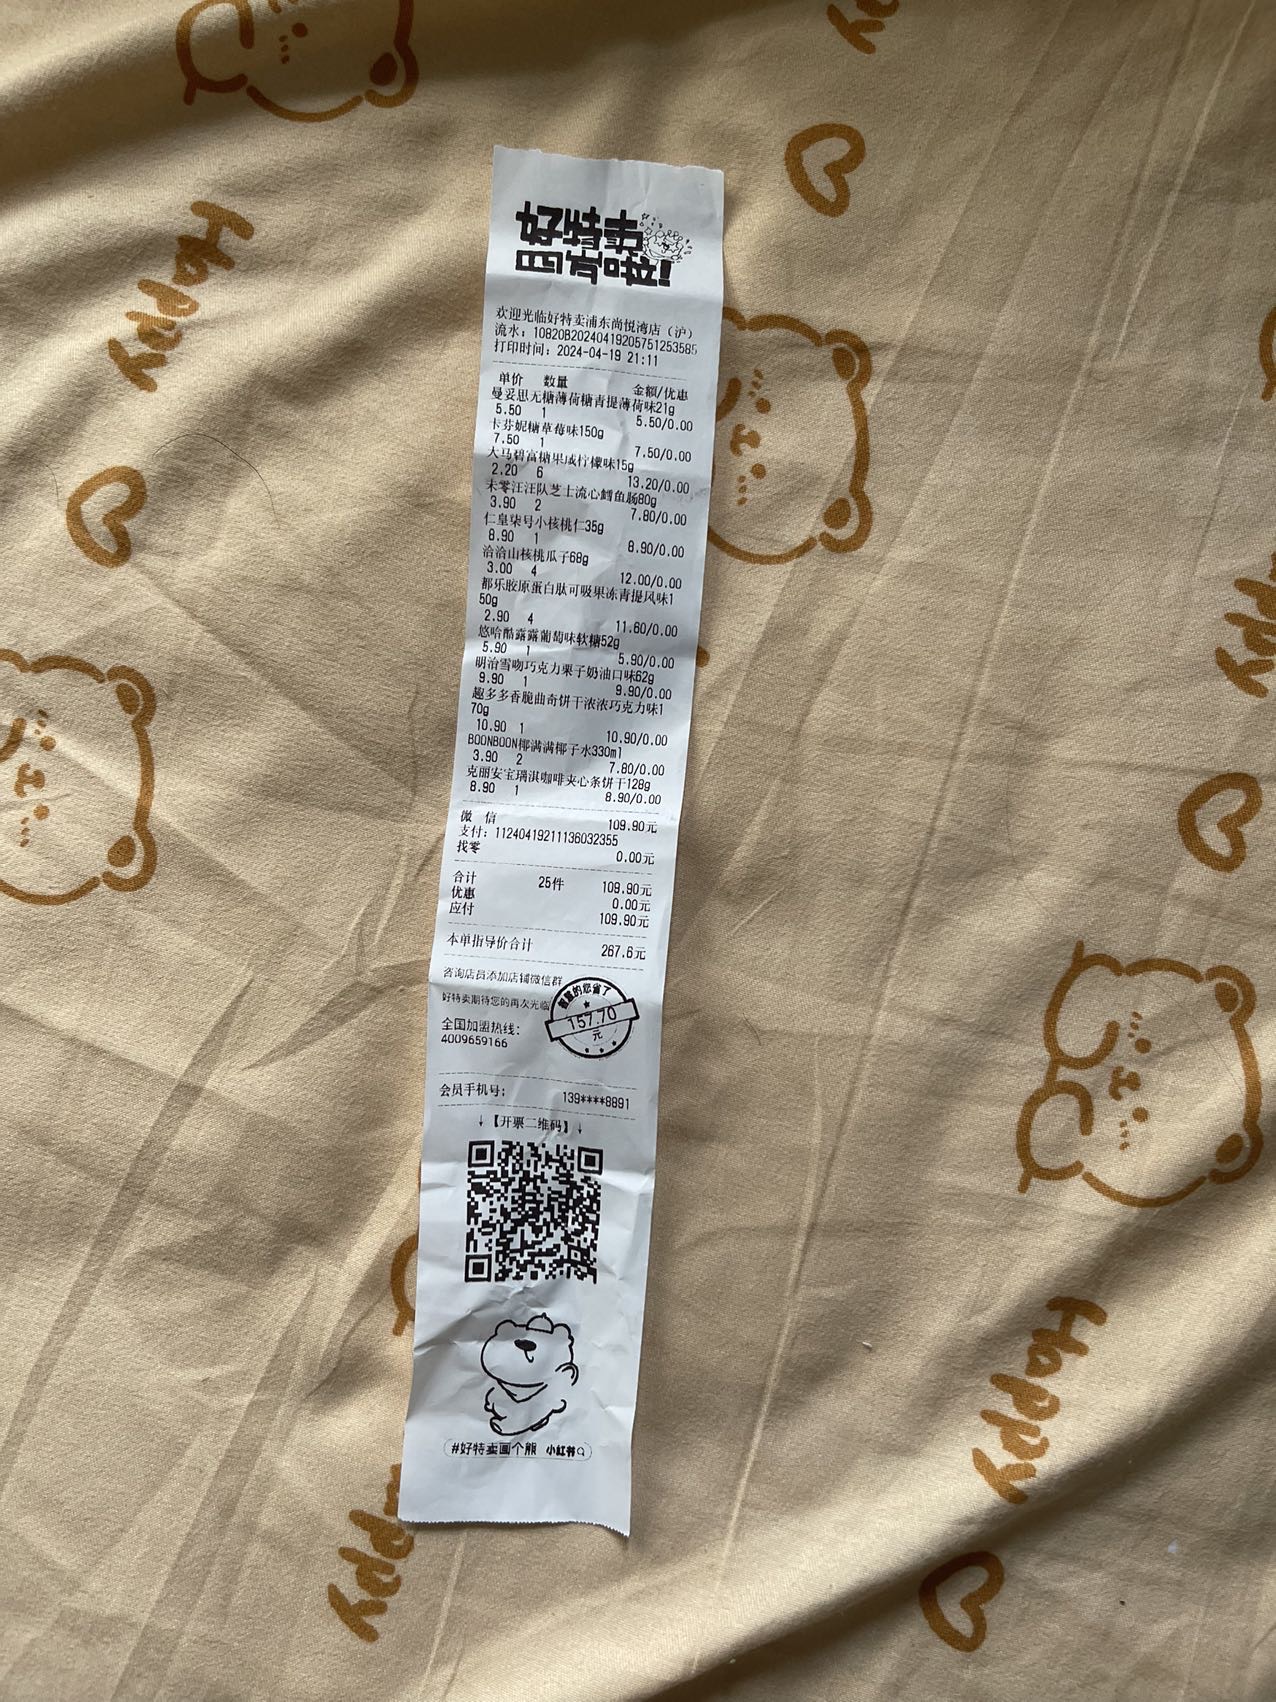 好特卖
欢迎光临好特卖浦东尚悦湾店（沪）
流水：10820B20240419205751253585
打印时间：2024-04-19 21:11
单价 数量 金额/优惠
曼妥思无糖薄荷糖青提薄荷味21g
5.50 1 5.50/0.00
卡芬妮糖草莓味150g
7.50 1 7.50/0.00
大马碧富糖果咸柠檬味15g
2.20 6 13.20/0.00
未零汪汪队芝士流心鳕鱼肠80g
3.90 2 7.80/0.00
仁皇柒号小核桃仁35g
8.90 1 8.90/0.00
洽洽山核桃瓜子68g
3.00 4 12.00/0.00
都乐胶原蛋白肽可吸果冻青提风味1
50g
2.90 4 11.60/0.00
悠哈酷露露葡萄味软糖52g
5.90 1 5.90/0.00
明治雪吻巧克力栗子奶油口味62g
9.90 1 9.90/0.00
趣多多香脆曲奇饼干浓浓巧克力味1
70g
10.90 1 10.90/0.00
BOONBOON椰满满椰子水330ml
3.90 2 7.80/0.00
克丽安宝瑀淇咖啡夹心条饼干128g
8.90 1 8.90/0.00
微 信 109.90元
支付：11240419211136032355
找零 0.00元
合计 25件 109.90元
优惠 0.00元
应付 109.90元
本单指导价合计 267.6元
咨询店员添加店铺微信群
好特卖期待您的再次光临
的您省了
157.70
元
全国加盟热线：
4009659166
会员手机号： 139****8891
↓【开票二维码】↓
#好特卖画个熊 小红书
Happy
Happy
Happy
Happy
Happy